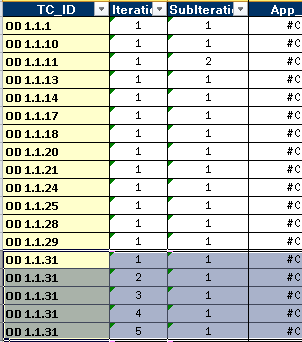 TC_ID Iteratio SubIteratio App_
OD 1.1.1 1 1 #C
OD 1.1.10 1 1 #C
OD 1.1.11 1 2 #C
OD 1.1.13 1 1 #C
OD 1.1.14 1 1 #C
OD 1.1.17 1 1 #C
OD 1.1.18 1 1 #C
OD 1.1.20 1 1 #C
OD 1.1.21 1 1 #C
OD 1.1.24 1 1 #C
OD 1.1.25 1 1 #C
OD 1.1.28 1 1 #C
OD 1.1.29 1 1 #C
OD 1.1.31 1 1 #C
OD 1.1.31 2 1 #C
OD 1.1.31 3 1 #C
OD 1.1.31 4 1 #C
OD 1.1.31 5 1 #C